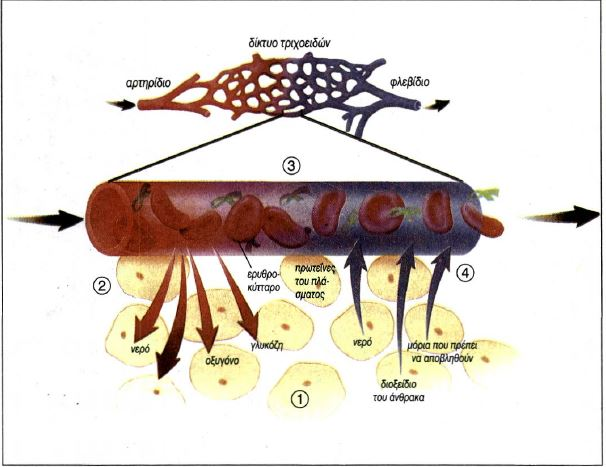 δίκτυο τριχοειδών
αρτηρίδιο
φλεβίδιο
3
ερυθρο-
κύτταρο
πρωτεΐνες
του πλά-
σματος
2
4
νερό
οξυγόνο
γλυκόζη
νερό
μόρια που πρέπει
να αποβληθούν
διοξείδιο
του άνθρακα
1